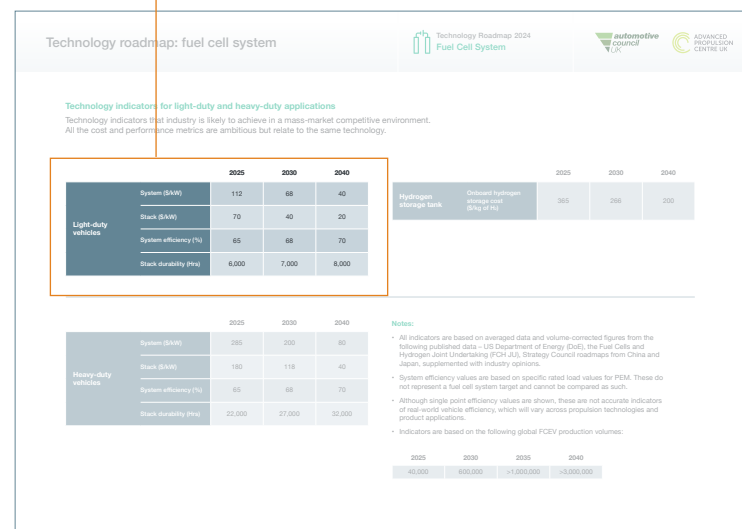 Technology roadmap: fuel cell system
Technology Roadmap 2024
Fuel Cell System
automotive
council
UK
ADVANCED
PROPULSION
CENTRE UK
Technology indicators for light-duty and heavy-duty applications
Technology indicators that industry is likely to achieve in a mass-market competitive environment.
All the cost and performance metrics are ambitious but relate to the same technology.
2025 2030 2040
Light-duty
vehicles
System ($/kW) 112 68 40
Stack ($/kW) 70 40 20
System efficiency (%) 65 68 70
Stack durability (Hrs) 6,000 7,000 8,000
2025 2030 2040
Hydrogen
storage tank
Onboard hydrogen
storage cost
($/kg of H₂)
365 266 200
2025 2030 2040
Heavy-duty
vehicles
System ($/kW) 285 200 80
Stack ($/kW) 180 118 40
System efficiency (%) 65 68 70
Stack durability (Hrs) 22,000 27,000 32,000
Notes:
• All indicators are based on averaged data and volume-corrected figures from the
following published data – US Department of Energy (DoE), the Fuel Cells and
Hydrogen Joint Undertaking (FCH JU), Strategy Council roadmaps from China and
Japan, supplemented with industry opinions.
• System efficiency values are based on specific rated load values for PEM. These do
not represent a fuel cell system target and cannot be compared as such.
• Although single point efficiency values are shown, these are not accurate indicators
of real-world vehicle efficiency, which will vary across propulsion technologies and
product applications.
• Indicators are based on the following global FCEV production volumes:
2025 2030 2035 2040
40,000 600,000 >1,000,000 >3,000,000